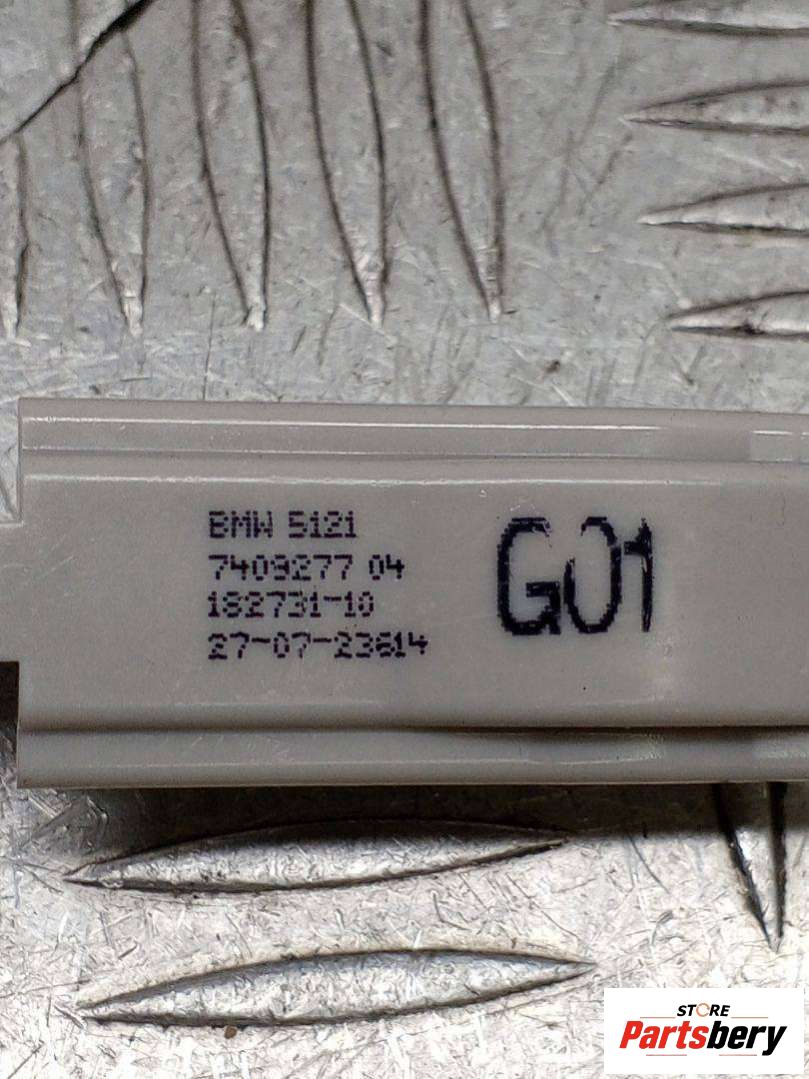 BMW 5121
7409277 04
182731-10
27-07-23614
G01
STORE
Partsbery